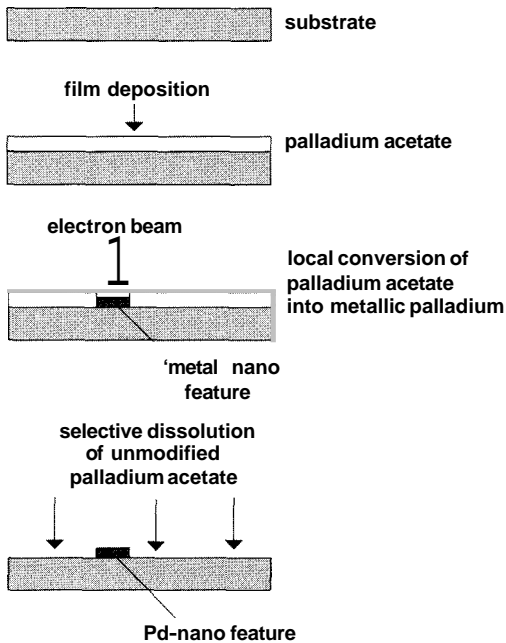 substrate
film deposition
palladium acetate
electron beam
local conversion of
palladium acetate
into metallic palladium
‘metal nano
feature
selective dissolution
of unmodified
palladium acetate
Pd-nano feature